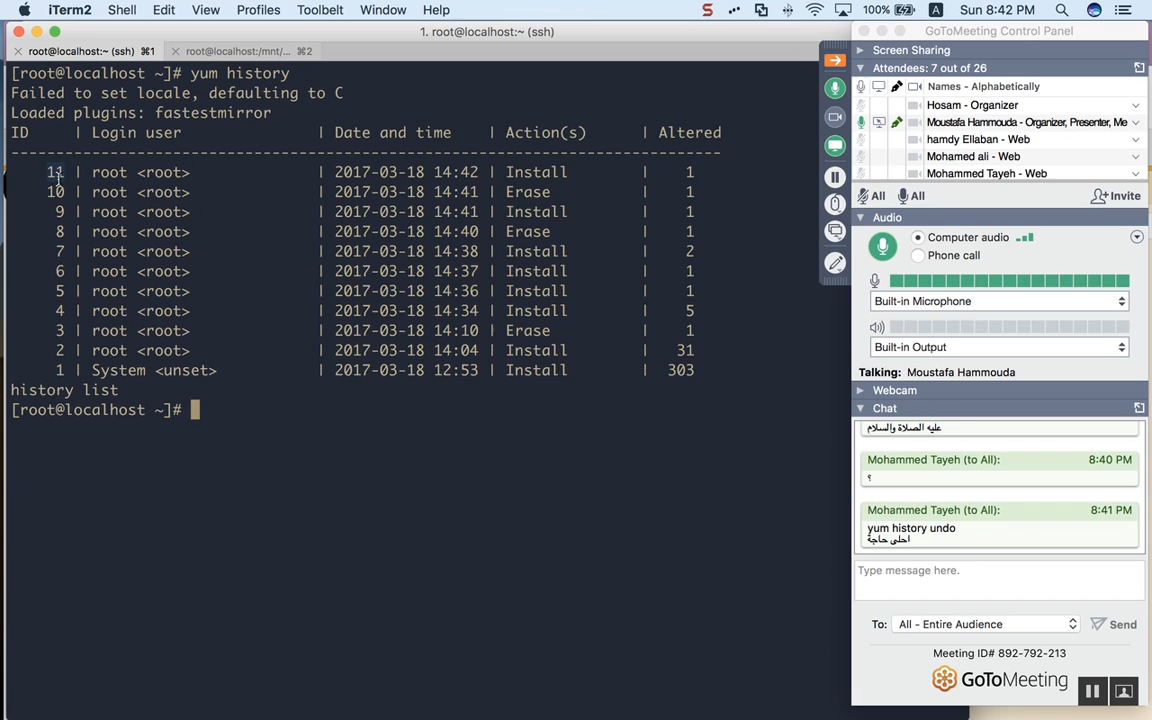 iTerm2 Shell Edit View Profiles Toolbelt Window Help
100% A Sun 8:42 PM
1. root@localhost:~ (ssh)
root@localhost:~ (ssh) ⌘1
root@localhost:/mnt/... ⌘2
[root@localhost ~]# yum history
Failed to set locale, defaulting to C
Loaded plugins: fastestmirror
ID | Login user | Date and time | Action(s) | Altered
-------------------------------------------------------------------------------
11 | root <root> | 2017-03-18 14:42 | Install | 1
10 | root <root> | 2017-03-18 14:41 | Erase | 1
9 | root <root> | 2017-03-18 14:41 | Install | 1
8 | root <root> | 2017-03-18 14:40 | Erase | 1
7 | root <root> | 2017-03-18 14:38 | Install | 2
6 | root <root> | 2017-03-18 14:37 | Install | 1
5 | root <root> | 2017-03-18 14:36 | Install | 1
4 | root <root> | 2017-03-18 14:34 | Install | 5
3 | root <root> | 2017-03-18 14:10 | Erase | 1
2 | root <root> | 2017-03-18 14:04 | Install | 31
1 | System <unset> | 2017-03-18 12:53 | Install | 303
history list
[root@localhost ~]#
GoToMeeting Control Panel
Screen Sharing
Attendees: 7 out of 26
Names - Alphabetically
Hosam - Organizer
Moustafa Hammouda - Organizer, Presenter, Me
hamdy Ellaban - Web
Mohamed ali - Web
Mohammed Tayeh - Web
All All Invite
Audio
Computer audio
Phone call
Built-in Microphone
Built-in Output
Talking: Moustafa Hammouda
Webcam
Chat
عليه الصلاة والسلام
Mohammed Tayeh (to All): 8:40 PM
؟
Mohammed Tayeh (to All): 8:41 PM
yum history undo
احلى حاجة
Type message here.
To: All - Entire Audience Send
Meeting ID# 892-792-213
GoToMeeting